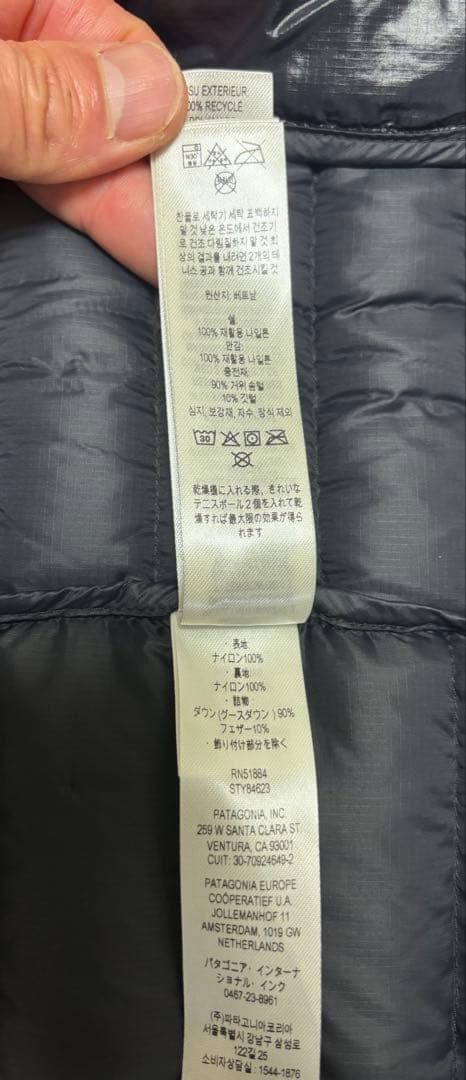 SU EXTERIEUR:
00% RECYCLÉ
찬물로 세탁기 세탁 표백하지
말 것 낮은 온도에서 건조기
로 건조 다림질하지 말 것 최
상의 결과를 내려면 2개의 테
니스 공과 함께 건조시킬 것
원산지: 베트남
쉘:
100% 재활용 나일론
안감:
100% 재활용 나일론
충전재:
90% 거위 솜털
10% 깃털
심지, 보강재, 자수, 장식 제외
30
乾燥機に入れる際、きれいな
テニスボール2個を入れて乾
燥すれば最大限の効果が得ら
れます
・表地:
ナイロン100%
・裏地:
ナイロン100%
・詰物:
ダウン(グースダウン)90%
フェザー10%
・飾り付け部分を除く
RN51884
STY84623
PATAGONIA, INC.
259 W SANTA CLARA ST
VENTURA, CA 93001
CUIT: 30-70924649-2
PATAGONIA EUROPE
COÖPERATIEF U.A.
JOLLEMANHOF 11
AMSTERDAM, 1019 GW
NETHERLANDS
パタゴニア・インターナ
ショナル・インク
0467-23-8961
(주)파타고니아코리아
서울특별시 강남구 삼성로
122길 25
소비자상담실 : 1544-1876